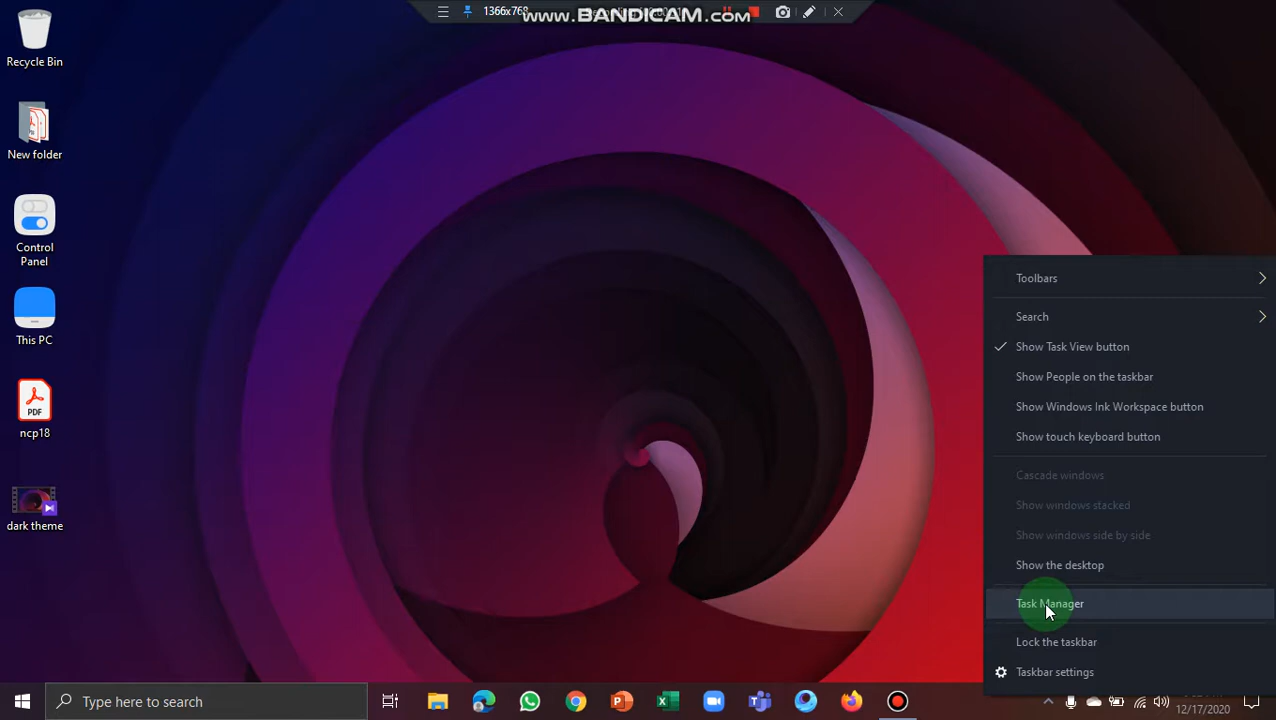 1366x768
www.BANDICAM.com
Recycle Bin
New folder
Control
Panel
This PC
PDF
ncp18
dark theme
Toolbars
Search
Show Task View button
Show People on the taskbar
Show Windows Ink Workspace button
Show touch keyboard button
Cascade windows
Show windows stacked
Show windows side by side
Show the desktop
Task Manager
Lock the taskbar
Taskbar settings
Type here to search
12/17/2020